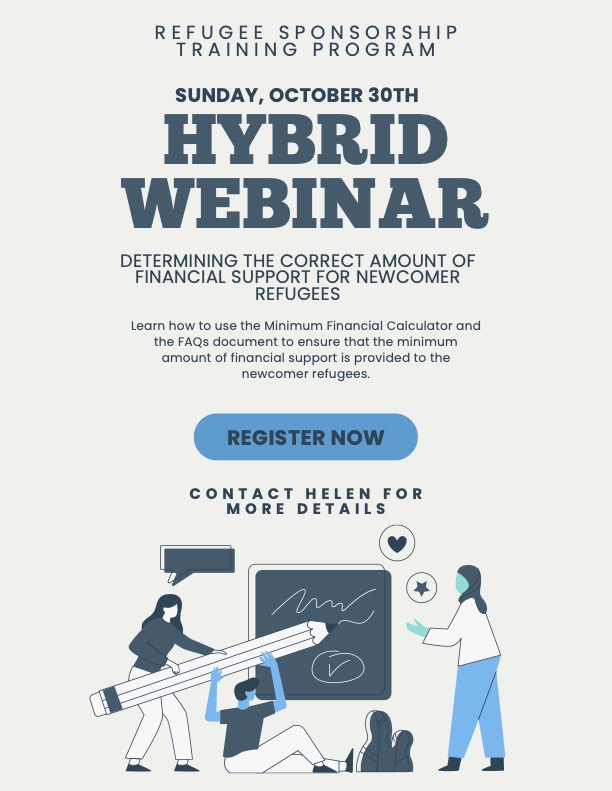 REFUGEE SPONSORSHIP
TRAINING PROGRAM
SUNDAY, OCTOBER 30TH
HYBRID
WEBINAR
DETERMINING THE CORRECT AMOUNT OF
FINANCIAL SUPPORT FOR NEWCOMER
REFUGEES
Learn how to use the Minimum Financial Calculator and
the FAQs document to ensure that the minimum
amount of financial support is provided to the
newcomer refugees.
REGISTER NOW
CONTACT HELEN FOR
MORE DETAILS